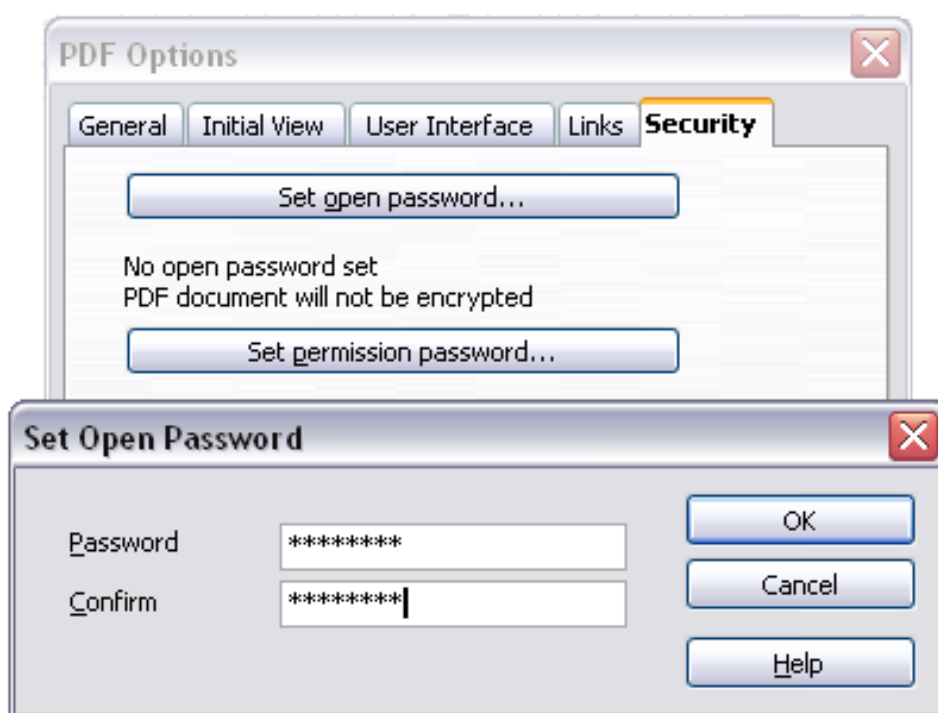 PDF Options
General Initial View User Interface Links Security
Set open password...
No open password set
PDF document will not be encrypted
Set permission password...
Set Open Password
Password ********
OK
Confirm ********
Cancel
Help